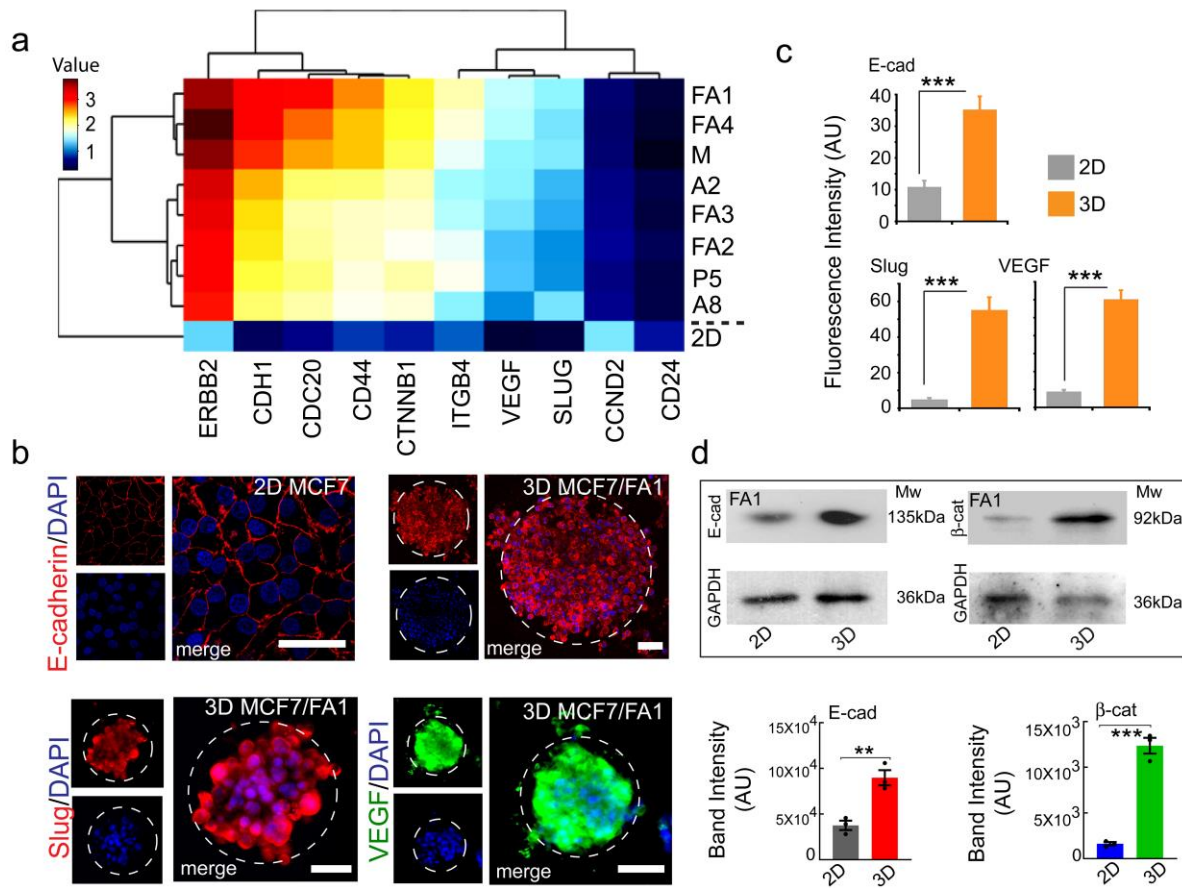 a
Value
3
2
1
FA1
FA4
M
A2
FA3
FA2
P5
A8
2D
ERBB2
CDH1
CDC20
CD44
CTNNB1
ITGB4
VEGF
SLUG
CCND2
CD24
b
E-cadherin/DAPI
2D MCF7
merge
3D MCF7/FA1
merge
Slug/DAPI
3D MCF7/FA1
merge
VEGF/DAPI
3D MCF7/FA1
merge
c
Fluorescence Intensity (AU)
E-cad
***
40
30
20
10
0
2D
3D
Slug
***
60
40
20
0
VEGF
***
d
E-cad
FA1
Mw
135kDa
GAPDH
36kDa
2D
3D
β-cat
FA1
Mw
92kDa
GAPDH
36kDa
2D
3D
E-cad
Band Intensity
(AU)
15X10⁴
10X10⁴
5X10⁴
0
**
2D
3D
β-cat
Band Intensity
(AU)
15X10³
10X10³
5X10³
0
***
2D
3D